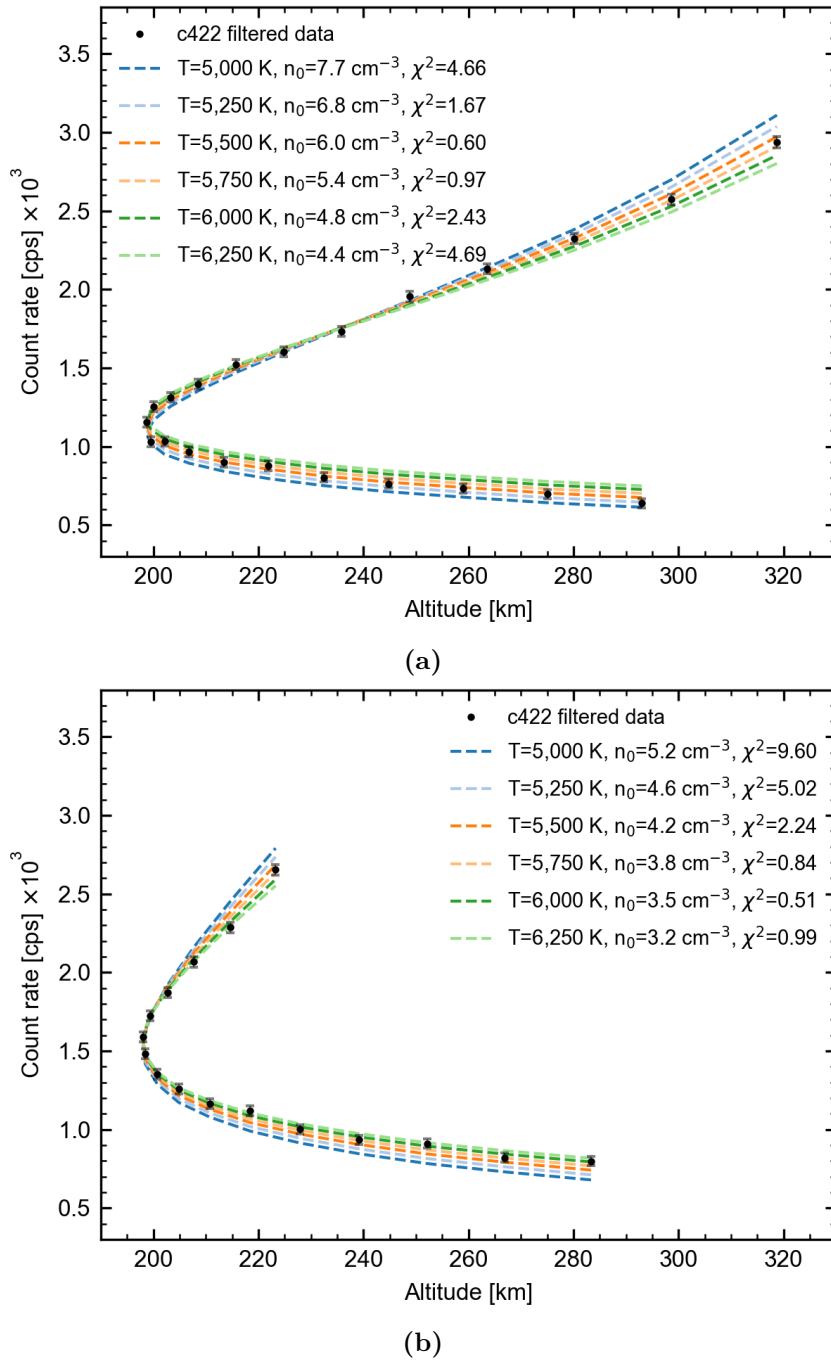 c422 filtered data
T=5,000 K, n₀=7.7 cm⁻³, χ²=4.66
T=5,250 K, n₀=6.8 cm⁻³, χ²=1.67
T=5,500 K, n₀=6.0 cm⁻³, χ²=0.60
T=5,750 K, n₀=5.4 cm⁻³, χ²=0.97
T=6,000 K, n₀=4.8 cm⁻³, χ²=2.43
T=6,250 K, n₀=4.4 cm⁻³, χ²=4.69
Count rate [cps] ×10³
3.5
3.0
2.5
2.0
1.5
1.0
0.5
200 220 240 260 280 300 320
Altitude [km]
(a)
c422 filtered data
T=5,000 K, n₀=5.2 cm⁻³, χ²=9.60
T=5,250 K, n₀=4.6 cm⁻³, χ²=5.02
T=5,500 K, n₀=4.2 cm⁻³, χ²=2.24
T=5,750 K, n₀=3.8 cm⁻³, χ²=0.84
T=6,000 K, n₀=3.5 cm⁻³, χ²=0.51
T=6,250 K, n₀=3.2 cm⁻³, χ²=0.99
Count rate [cps] ×10³
3.5
3.0
2.5
2.0
1.5
1.0
0.5
200 220 240 260 280 300 320
Altitude [km]
(b)